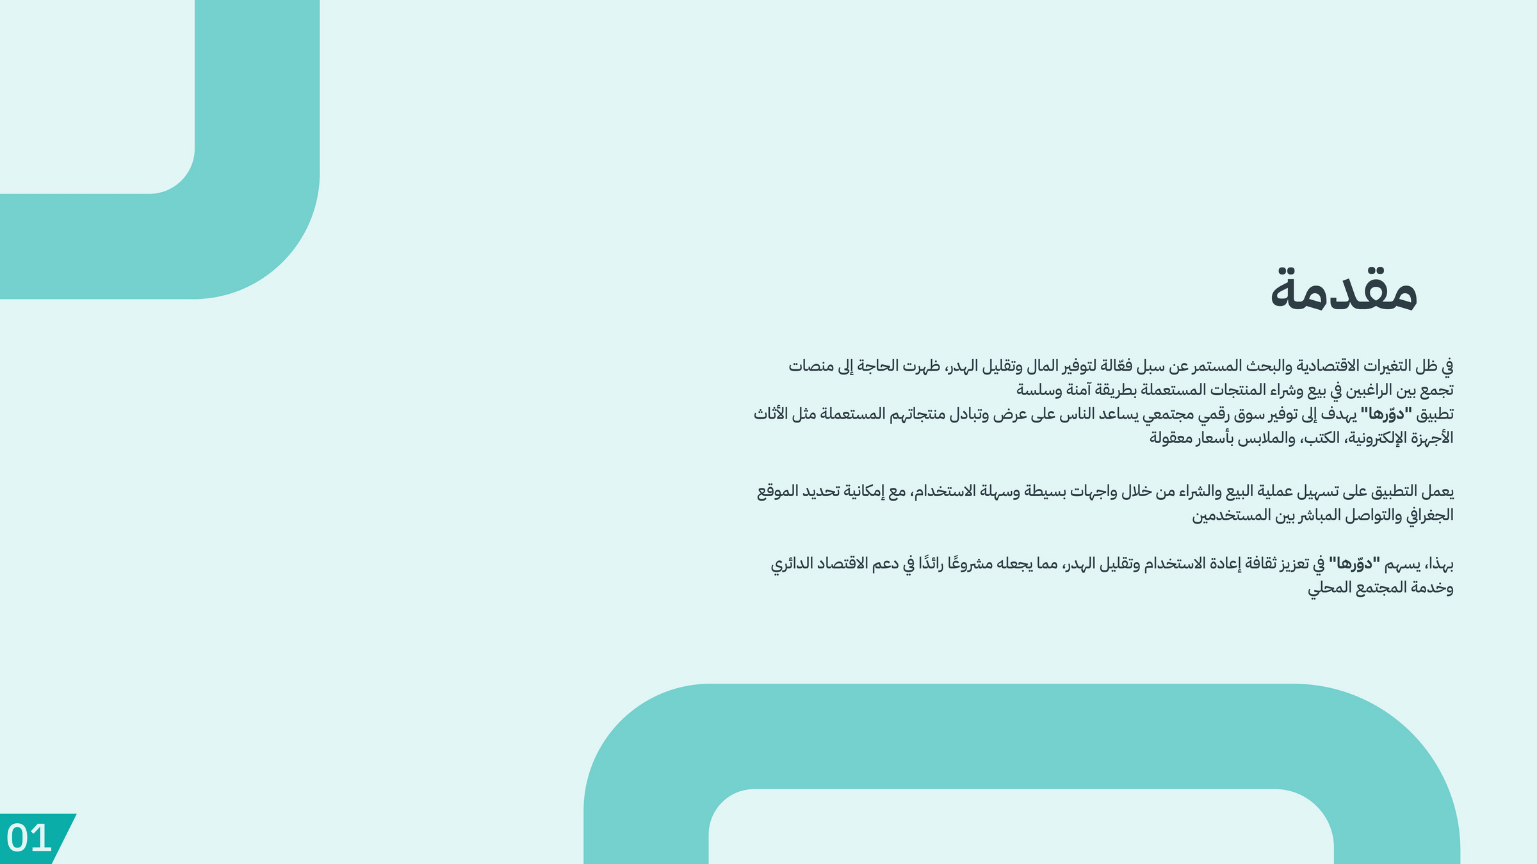 مقدمة
في ظل التغيرات الاقتصادية والبحث المستمر عن سبل فعّالة لتوفير المال وتقليل الهدر، ظهرت الحاجة إلى منصات
تجمع بين الراغبين في بيع وشراء المنتجات المستعملة بطريقة آمنة وسلسة
تطبيق "دوّرها" يهدف إلى توفير سوق رقمي مجتمعي يساعد الناس على عرض وتبادل منتجاتهم المستعملة مثل الأثاث
الأجهزة الإلكترونية، الكتب، والملابس بأسعار معقولة
يعمل التطبيق على تسهيل عملية البيع والشراء من خلال واجهات بسيطة وسهلة الاستخدام، مع إمكانية تحديد الموقع
الجغرافي والتواصل المباشر بين المستخدمين
بهذا، يسهم "دوّرها" في تعزيز ثقافة إعادة الاستخدام وتقليل الهدر، مما يجعله مشروعًا رائدًا في دعم الاقتصاد الدائري
وخدمة المجتمع المحلي
01